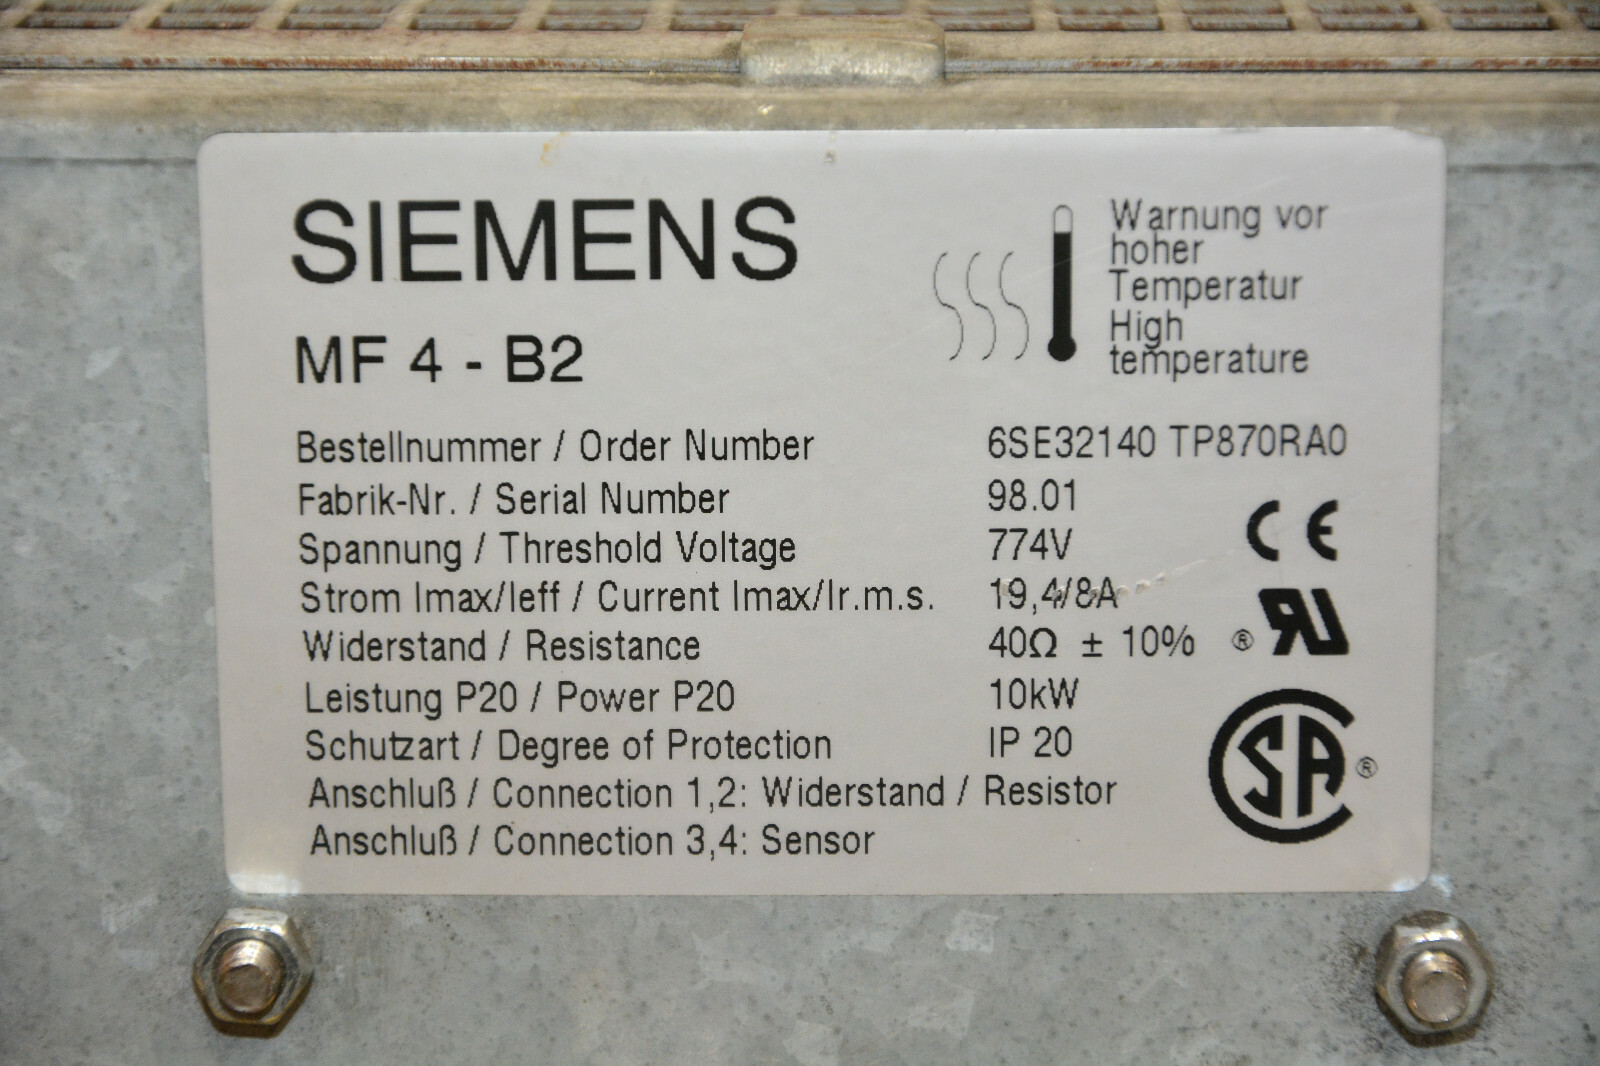 SIEMENS
Warnung vor
hoher
Temperatur
High
temperature
MF 4 - B2
Bestellnummer / Order Number 6SE32140 TP870RA0
Fabrik-Nr. / Serial Number 98.01
Spannung / Threshold Voltage 774V
CE
Strom Imax/Ieff / Current Imax/Ir.m.s. 19,4/8A
Widerstand / Resistance 40Ω ± 10%
® RU
Leistung P20 / Power P20 10kW
Schutzart / Degree of Protection IP 20
SA ®
Anschluß / Connection 1,2: Widerstand / Resistor
Anschluß / Connection 3,4: Sensor